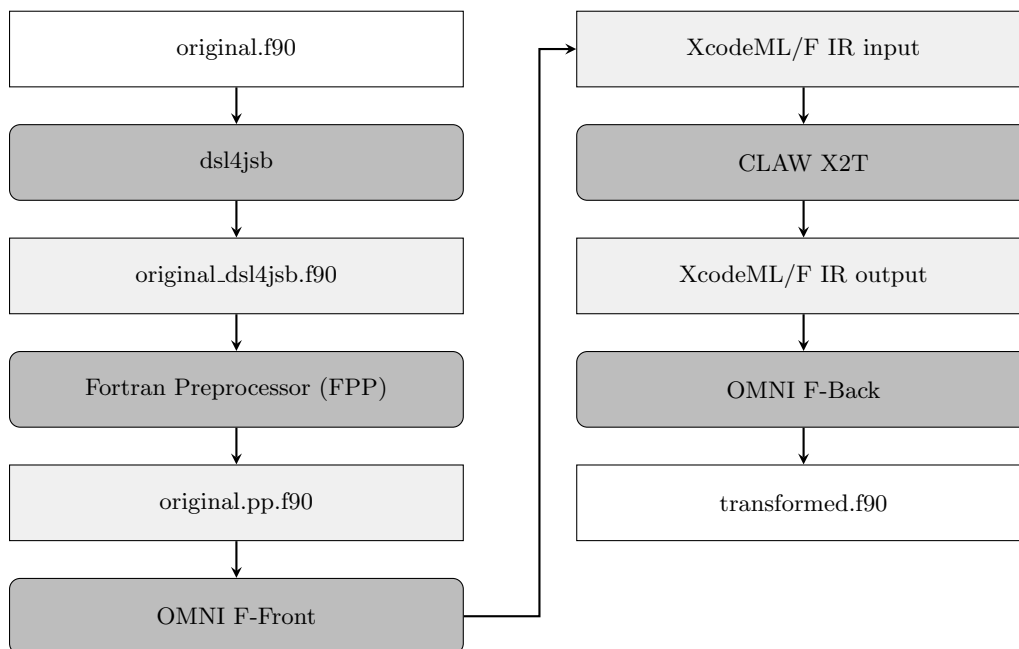 original.f90
dsl4jsb
original_dsl4jsb.f90
Fortran Preprocessor (FPP)
original.pp.f90
OMNI F-Front
XcodeML/F IR input
CLAW X2T
XcodeML/F IR output
OMNI F-Back
transformed.f90